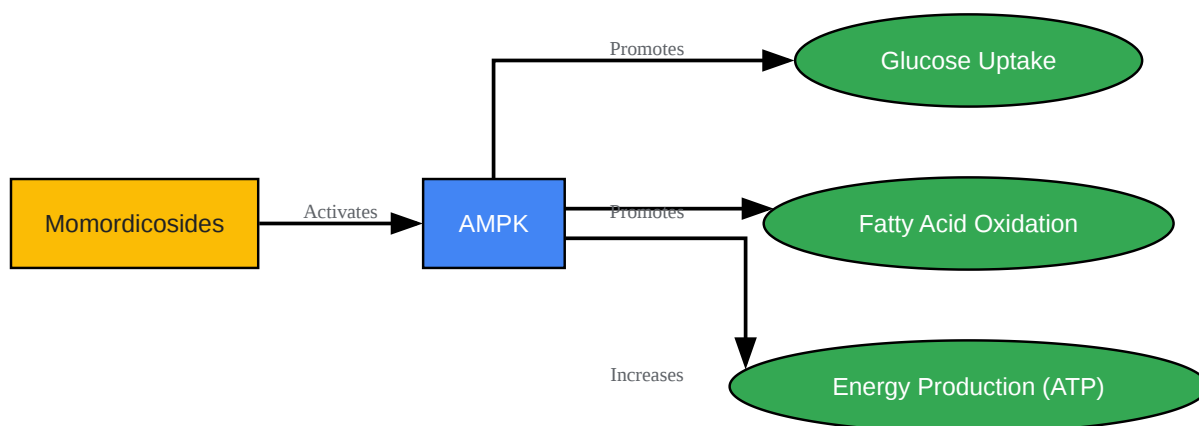 Promotes
Glucose Uptake
Momordicosides
Activates
AMPK
Promotes
Fatty Acid Oxidation
Increases
Energy Production (ATP)